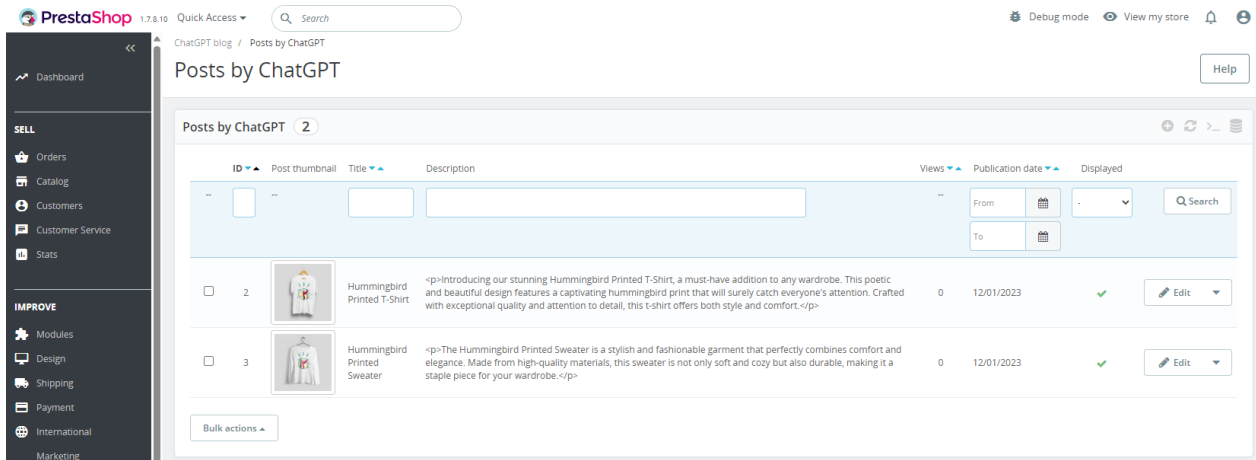 PrestaShop 1.7.8.10 Quick Access Search Debug mode View my store
ChatGPT blog / Posts by ChatGPT
Posts by ChatGPT
Help
Dashboard
SELL
Orders
Catalog
Customers
Customer Service
Stats
IMPROVE
Modules
Design
Shipping
Payment
International
Marketing
Posts by ChatGPT 2
ID Post thumbnail Title Description Views Publication date Displayed
-- -- -- From - Search
To
2 Hummingbird Printed T-Shirt
<p>Introducing our stunning Hummingbird Printed T-Shirt, a must-have addition to any wardrobe. This poetic
and beautiful design features a captivating hummingbird print that will surely catch everyone's attention. Crafted
with exceptional quality and attention to detail, this t-shirt offers both style and comfort.</p>
0 12/01/2023 Edit
3 Hummingbird Printed Sweater
<p>The Hummingbird Printed Sweater is a stylish and fashionable garment that perfectly combines comfort and
elegance. Made from high-quality materials, this sweater is not only soft and cozy but also durable, making it a
staple piece for your wardrobe.</p>
0 12/01/2023 Edit
Bulk actions